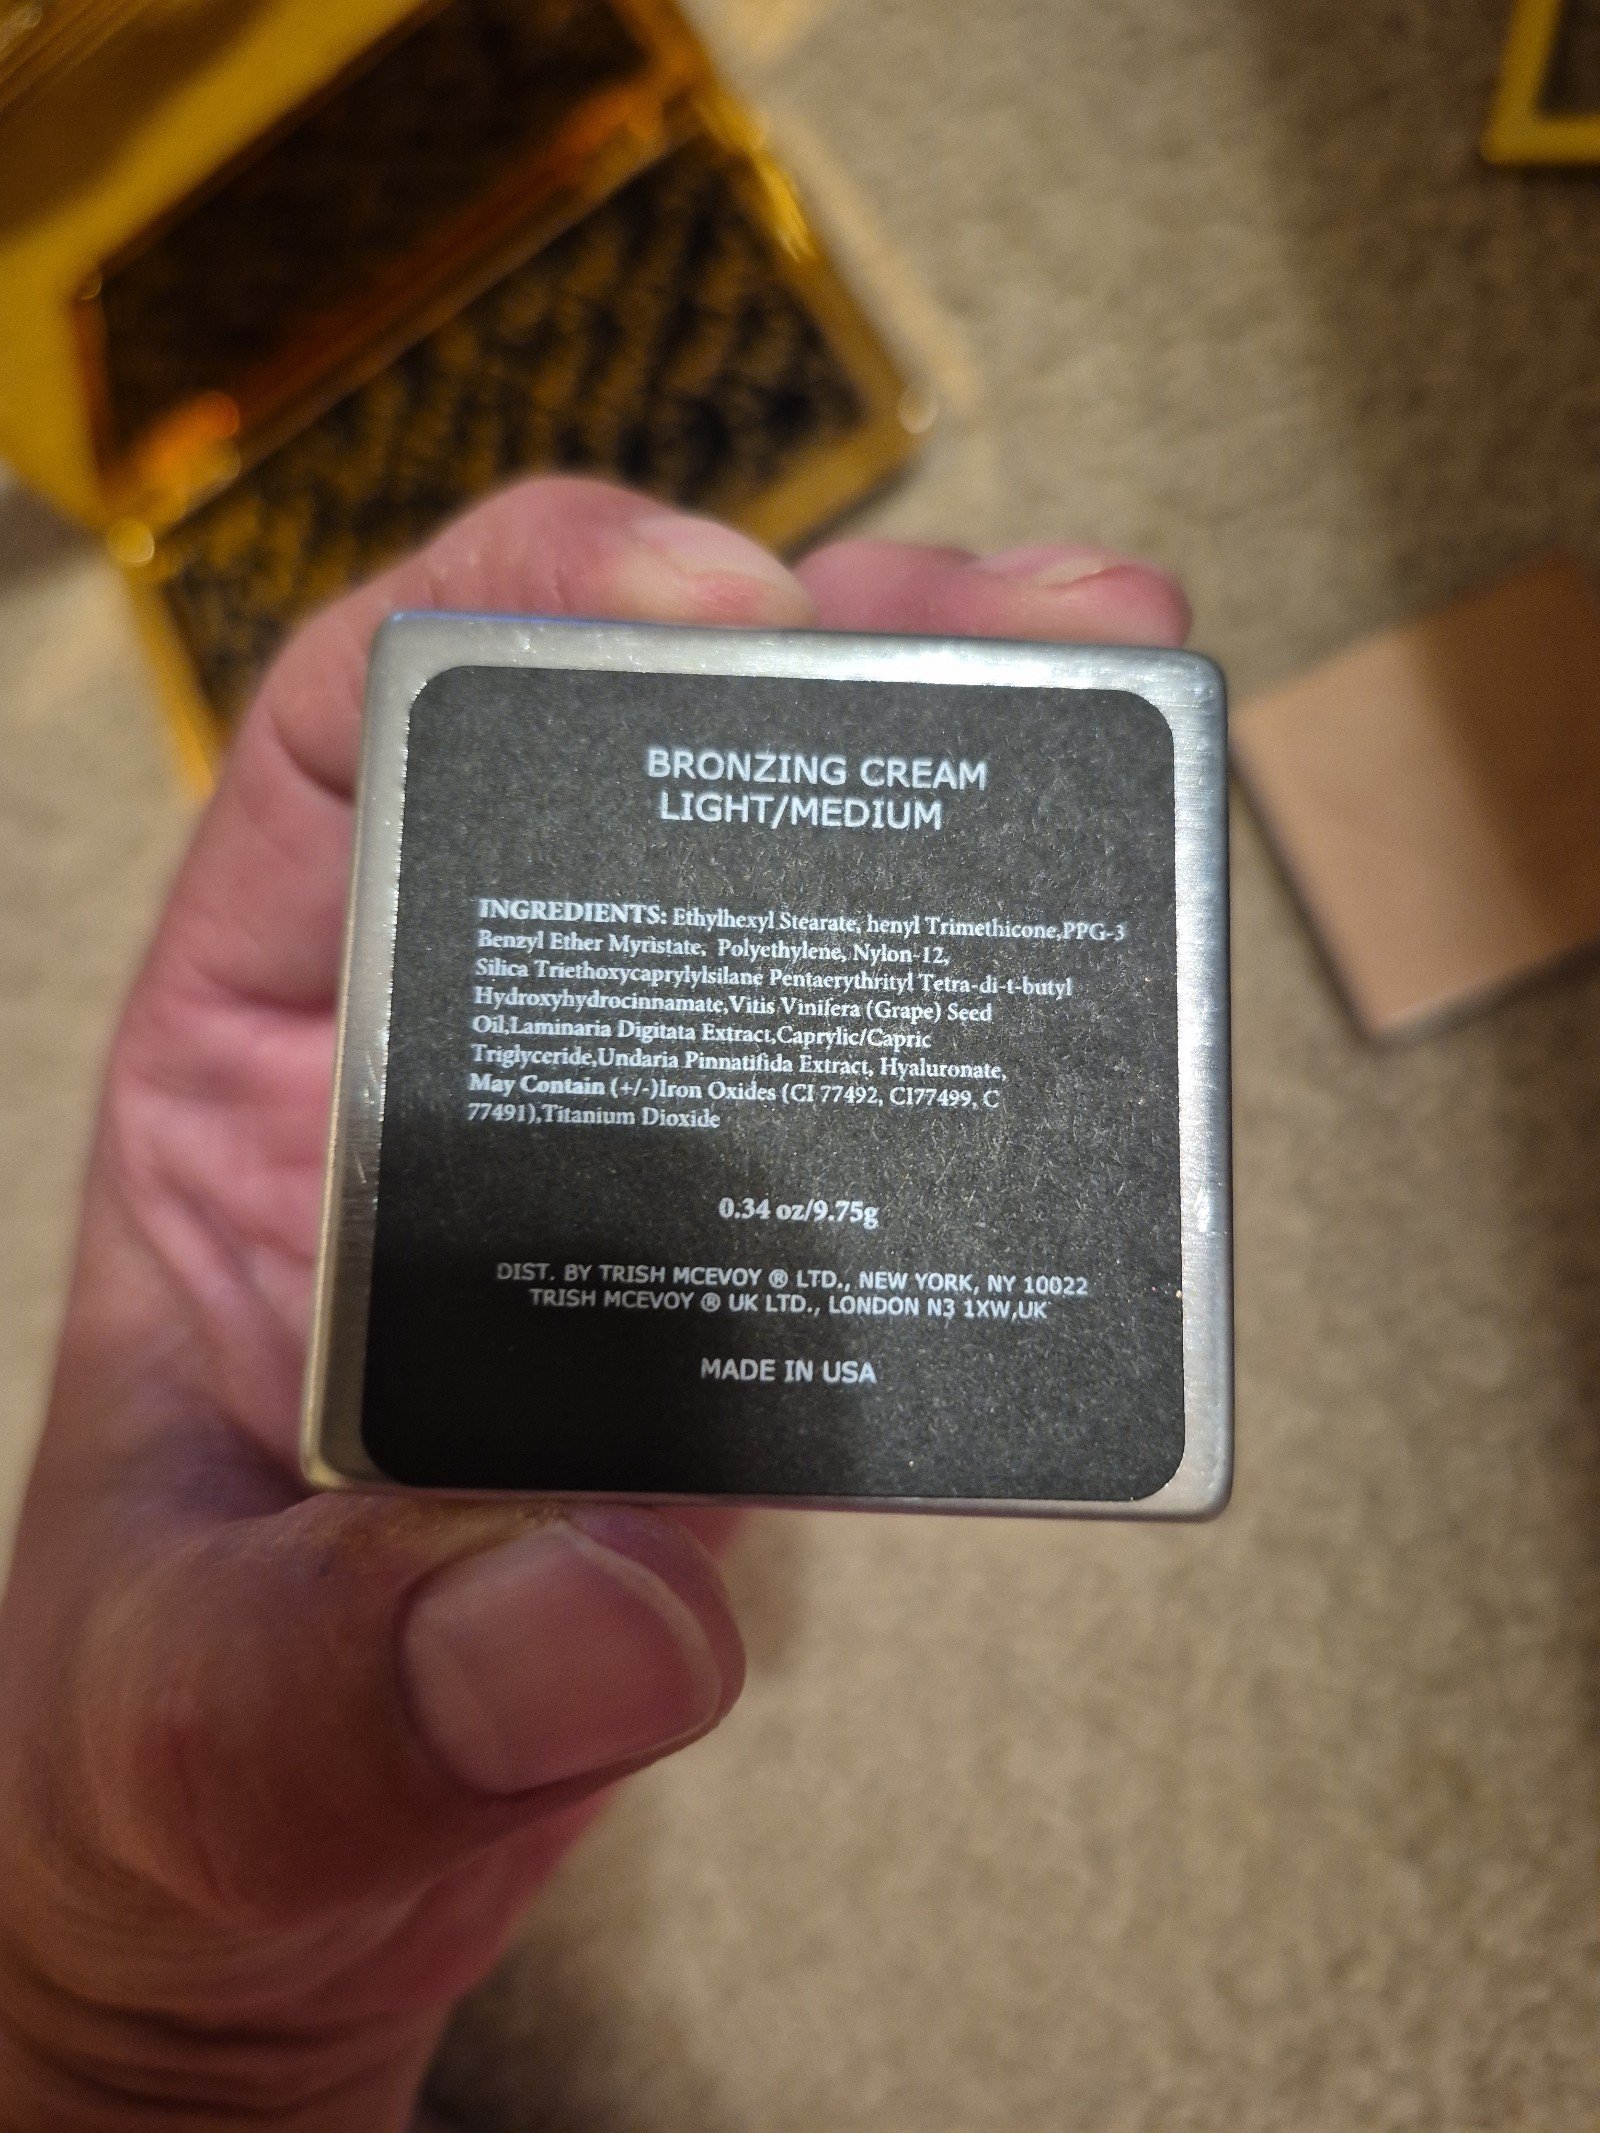 BRONZING CREAM
LIGHT/MEDIUM
INGREDIENTS: Ethylhexyl Stearate, henyl Trimethicone,PPG-3
Benzyl Ether Myristate, Polyethylene, Nylon-12,
Silica Triethoxycaprylylsilane Pentaerythrityl Tetra-di-t-butyl
Hydroxyhydrocinnamate,Vitis Vinifera (Grape) Seed
Oil,Laminaria Digitata Extract,Caprylic/Capric
Triglyceride,Undaria Pinnatifida Extract, Hyaluronate,
May Contain (+/-)Iron Oxides (CI 77492, CI77499, C
77491),Titanium Dioxide
0.34 oz/9.75g
DIST. BY TRISH MCEVOY ® LTD., NEW YORK, NY 10022
TRISH MCEVOY ® UK LTD., LONDON N3 1XW,UK
MADE IN USA